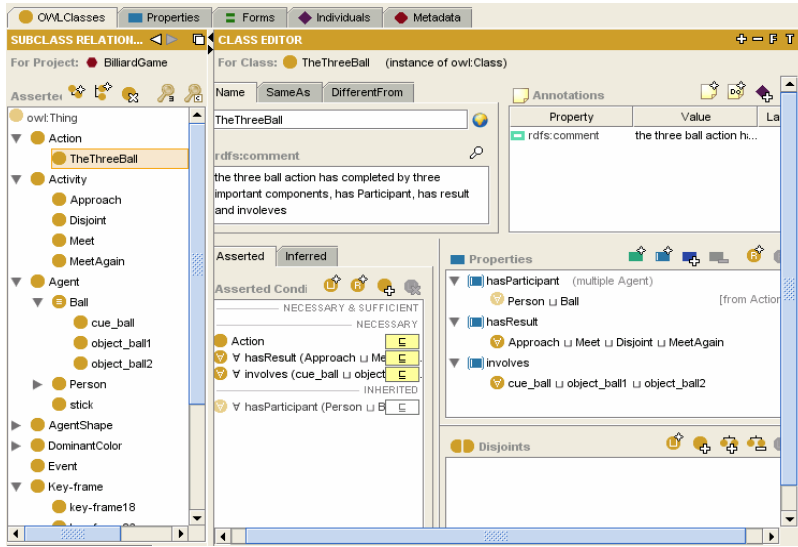 OWLClasses Properties Forms Individuals Metadata
SUBCLASS RELATION...
For Project: BilliardGame
Asserte
owl:Thing
Action
TheThreeBall
Activity
Approach
Disjoint
Meet
MeetAgain
Agent
Ball
cue_ball
object_ball1
object_ball2
Person
stick
AgentShape
DominantColor
Event
Key-frame
key-frame18
CLASS EDITOR
For Class: TheThreeBall (instance of owl:Class)
Name SameAs DifferentFrom
TheThreeBall
rdfs:comment
the three ball action has completed by three
important components, has Participant, has result
and involeves
Annotations
Property Value La
rdfs:comment the three ball action h...
Asserted Inferred
Asserted Condi
NECESSARY & SUFFICIENT
NECESSARY
Action ⊑
∀ hasResult (Approach ⊔ Me ⊑
∀ involves (cue_ball ⊔ object ⊑
INHERITED
∀ hasParticipant (Person ⊔ B ⊑
Properties
hasParticipant (multiple Agent)
Person ⊔ Ball [from Action
hasResult
Approach ⊔ Meet ⊔ Disjoint ⊔ MeetAgain
involves
cue_ball ⊔ object_ball1 ⊔ object_ball2
Disjoints